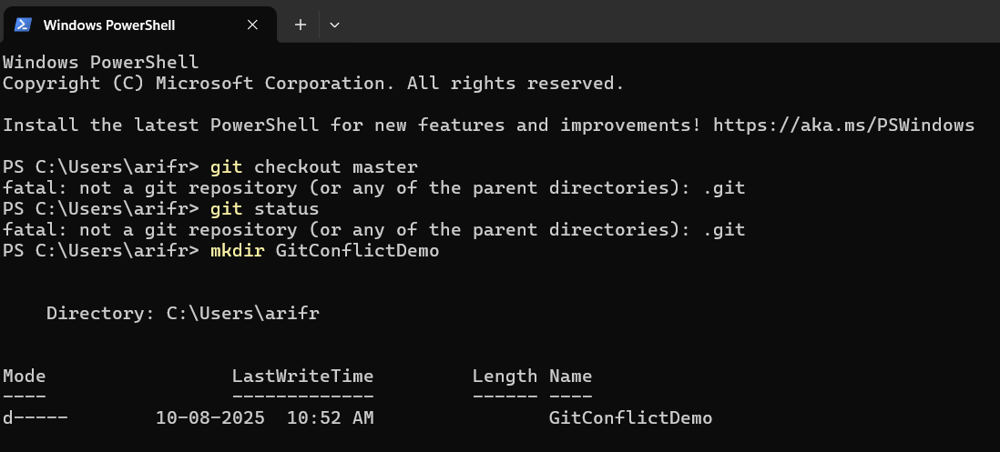 Windows PowerShell
Windows PowerShell
Copyright (C) Microsoft Corporation. All rights reserved.
Install the latest PowerShell for new features and improvements! https://aka.ms/PSWindows
PS C:\Users\arifr> git checkout master
fatal: not a git repository (or any of the parent directories): .git
PS C:\Users\arifr> git status
fatal: not a git repository (or any of the parent directories): .git
PS C:\Users\arifr> mkdir GitConflictDemo
    Directory: C:\Users\arifr
Mode                 LastWriteTime         Length Name
----                 -------------         ------ ----
d-----        10-08-2025  10:52 AM                GitConflictDemo